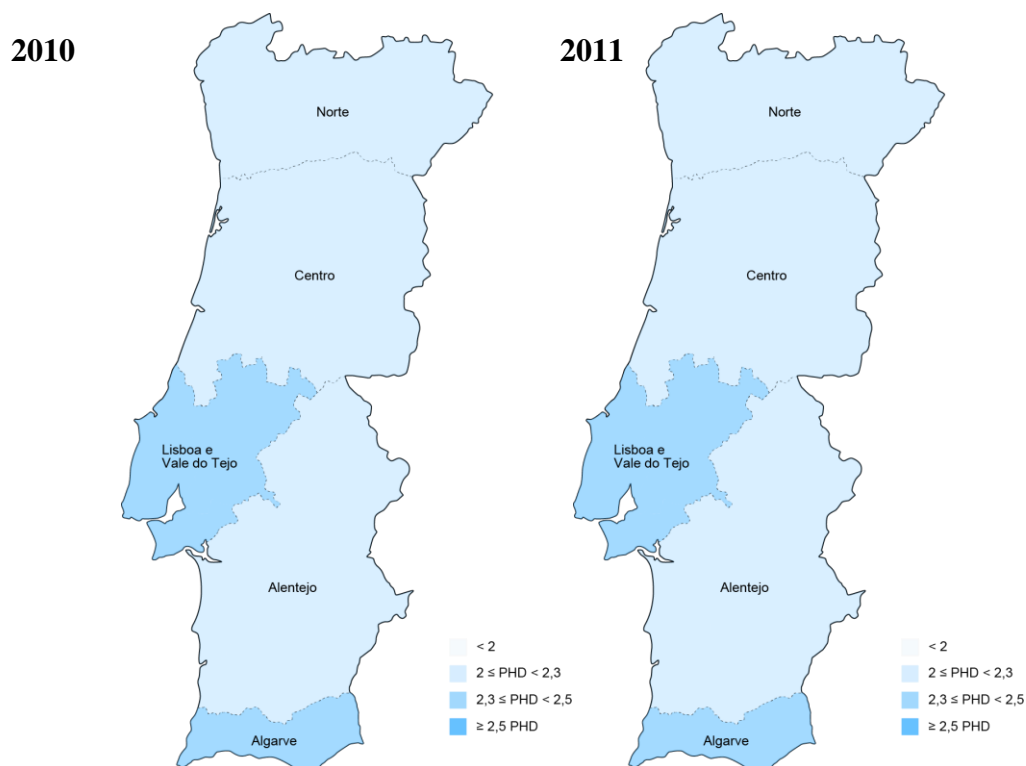 2010
Norte
Centro
Lisboa e
Vale do Tejo
Alentejo
Algarve
< 2
2 ≤ PHD < 2,3
2,3 ≤ PHD < 2,5
≥ 2,5 PHD
2011
Norte
Centro
Lisboa e
Vale do Tejo
Alentejo
Algarve
< 2
2 ≤ PHD < 2,3
2,3 ≤ PHD < 2,5
≥ 2,5 PHD